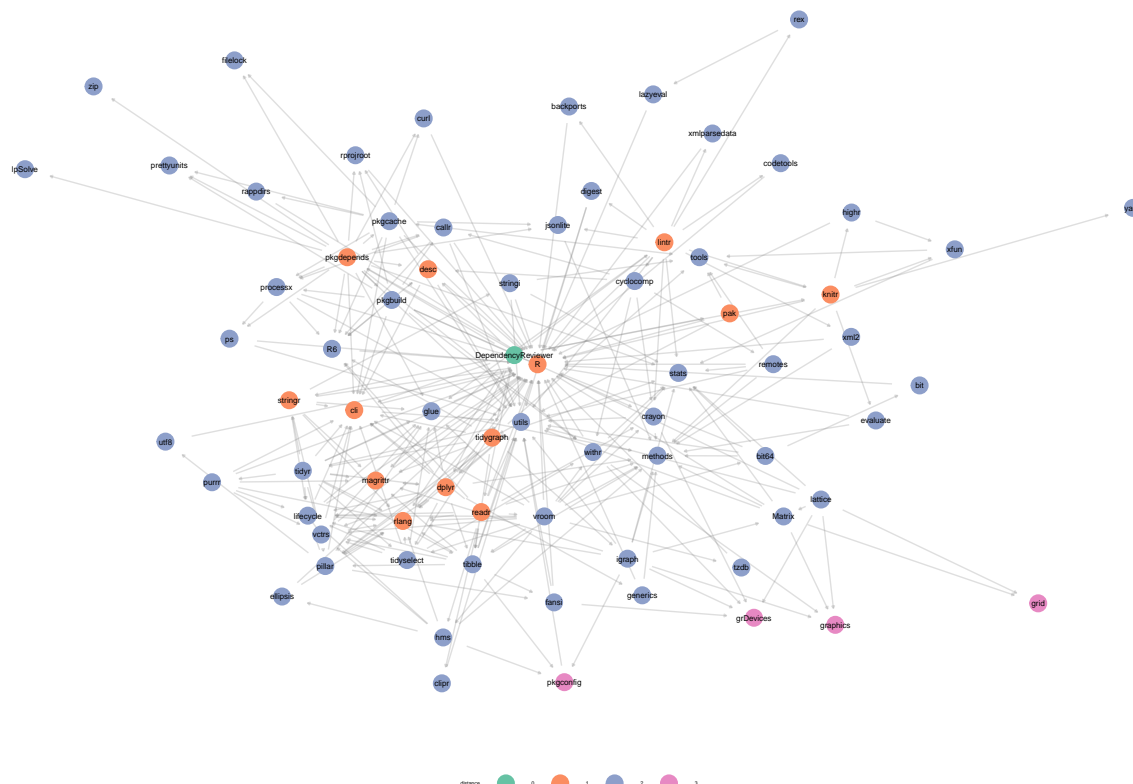 rex
filelock
zip
lazyeval
backports
curl
xmlparsedata
rprojroot
codetools
prettyunits
lpSolve
rappdirs
digest
ya
highr
pkgcache
callr
jsonlite
lintr
xfun
pkgdepends
tools
desc
stringi
cyclocomp
processx
knitr
pkgbuild
pak
ps
xml2
R6
DependencyReviewer
R
remotes
stats
bit
stringr
cli
glue
crayon
utils
evaluate
tidygraph
utf8
withr
methods
bit64
tidyr
purrr
magrittr
dplyr
lattice
readr
vroom
lifecycle
Matrix
rlang
vctrs
tidyselect
igraph
tibble
pillar
tzdb
ellipsis
generics
fansi
grid
grDevices
graphics
hms
pkgconfig
clipr
distance 0 1 2 3